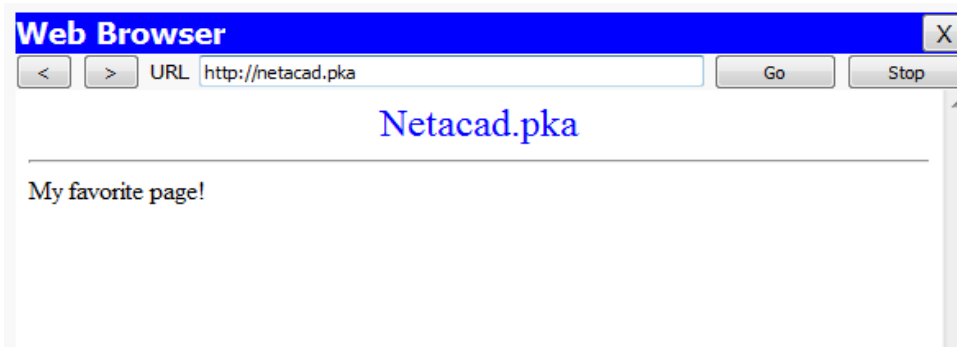 Web Browser X
< > URL http://netacad.pka Go Stop
Netacad.pka
My favorite page!